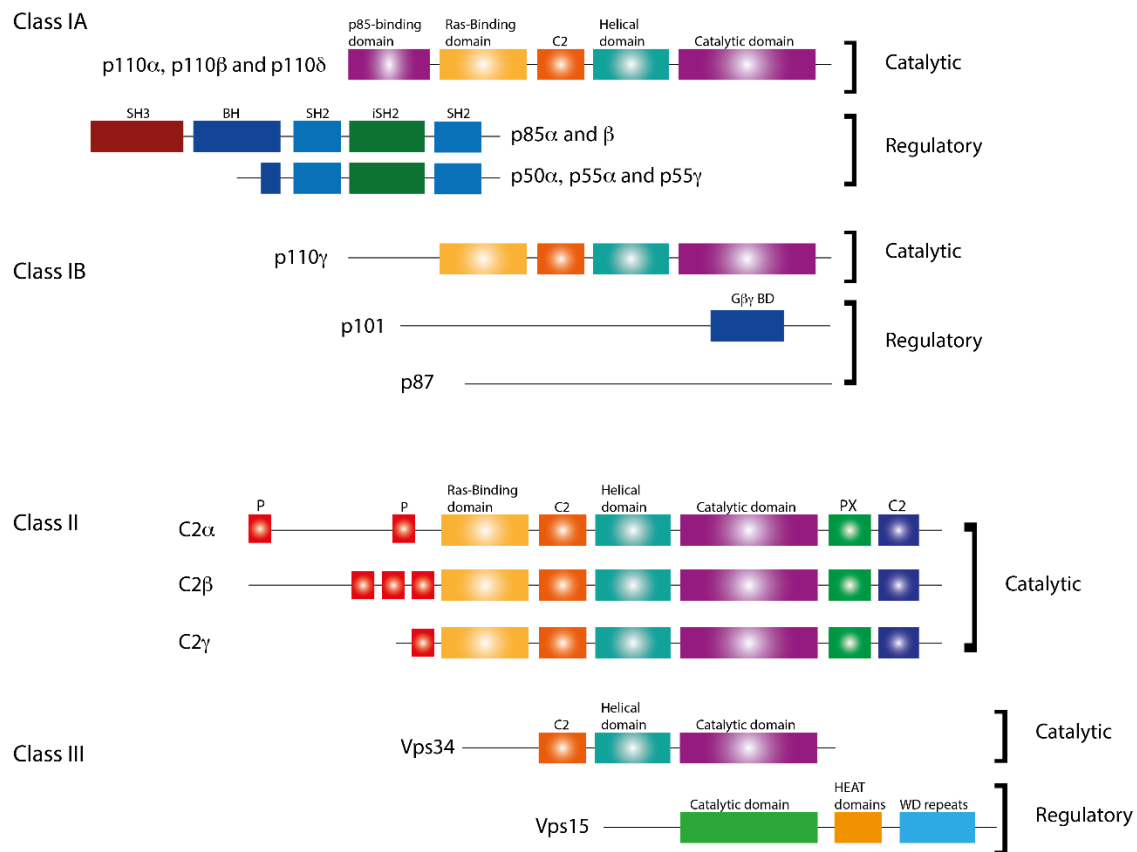 Class IA
p85-binding
domain
Ras-Binding
domain
C2
Helical
domain
Catalytic domain
p110α, p110β and p110δ
Catalytic
SH3
BH
SH2
iSH2
SH2
p85α and β
Regulatory
p50α, p55α and p55γ
Class IB
p110γ
Catalytic
Gβγ BD
p101
Regulatory
p87
Class II
P
P
Ras-Binding
domain
C2
Helical
domain
Catalytic domain
PX
C2
C2α
C2β
Catalytic
C2γ
Class III
C2
Helical
domain
Catalytic domain
Vps34
Catalytic
Catalytic domain
HEAT
domains
WD repeats
Vps15
Regulatory